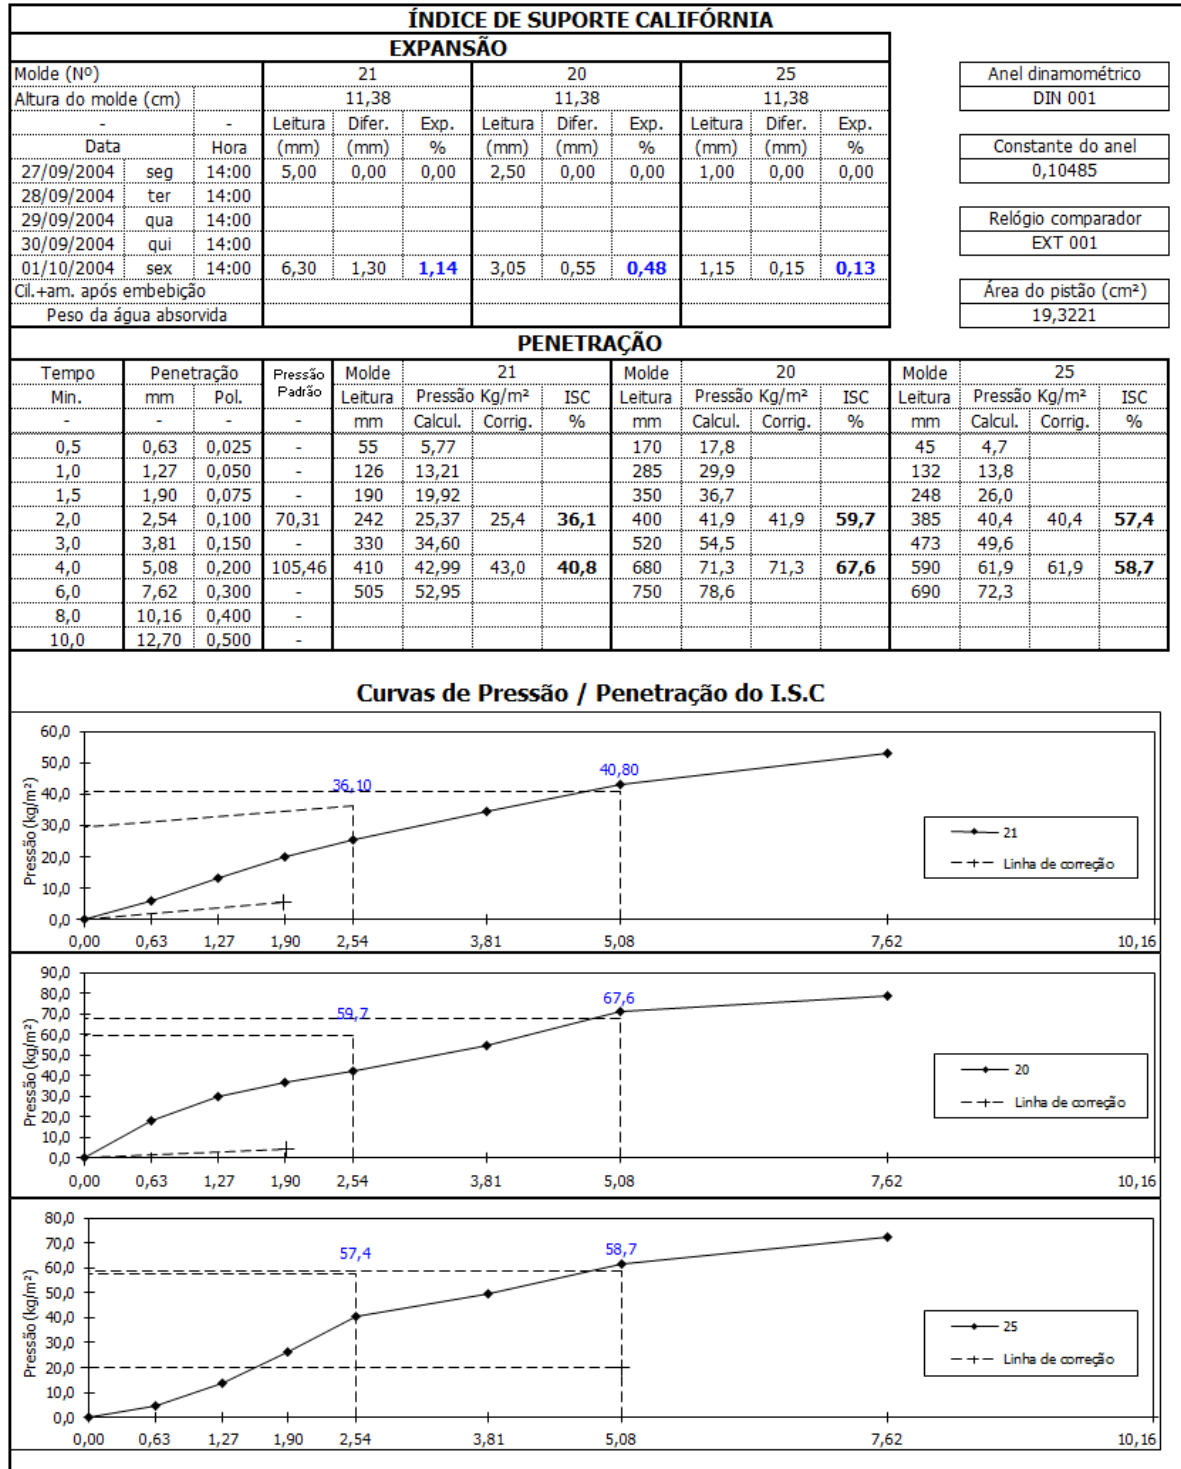 ÍNDICE DE SUPORTE CALIFÓRNIA
EXPANSÃO
Molde (Nº) 21 20 25
Altura do molde (cm) 11,38 11,38 11,38
- - Leitura Difer. Exp. Leitura Difer. Exp. Leitura Difer. Exp.
Data Hora (mm) (mm) % (mm) (mm) % (mm) (mm) %
27/09/2004 seg 14:00 5,00 0,00 0,00 2,50 0,00 0,00 1,00 0,00 0,00
28/09/2004 ter 14:00
29/09/2004 qua 14:00
30/09/2004 qui 14:00
01/10/2004 sex 14:00 6,30 1,30 1,14 3,05 0,55 0,48 1,15 0,15 0,13
Cil.+am. após embebição
Peso da água absorvida
Anel dinamométrico
DIN 001
Constante do anel
0,10485
Relógio comparador
EXT 001
Área do pistão (cm²)
19,3221
PENETRAÇÃO
Tempo Penetração Pressão Molde 21 Molde 20 Molde 25
Min. mm Pol. Padrão Leitura Pressão Kg/m² ISC Leitura Pressão Kg/m² ISC Leitura Pressão Kg/m² ISC
- - - - mm Calcul. Corrig. % mm Calcul. Corrig. % mm Calcul. Corrig. %
0,5 0,63 0,025 - 55 5,77 170 17,8 45 4,7
1,0 1,27 0,050 - 126 13,21 285 29,9 132 13,8
1,5 1,90 0,075 - 190 19,92 350 36,7 248 26,0
2,0 2,54 0,100 70,31 242 25,37 25,4 36,1 400 41,9 41,9 59,7 385 40,4 40,4 57,4
3,0 3,81 0,150 - 330 34,60 520 54,5 473 49,6
4,0 5,08 0,200 105,46 410 42,99 43,0 40,8 680 71,3 71,3 67,6 590 61,9 61,9 58,7
6,0 7,62 0,300 - 505 52,95 750 78,6 690 72,3
8,0 10,16 0,400 -
10,0 12,70 0,500 -
Curvas de Pressão / Penetração do I.S.C
Pressão (kg/m²)
60,0
50,0
40,0
30,0
20,0
10,0
0,0
36,10
40,80
21
Linha de correção
0,00 0,63 1,27 1,90 2,54 3,81 5,08 7,62 10,16
Pressão (kg/m²)
90,0
80,0
70,0
60,0
50,0
40,0
30,0
20,0
10,0
0,0
59,7
67,6
20
Linha de correção
0,00 0,63 1,27 1,90 2,54 3,81 5,08 7,62 10,16
Pressão (kg/m²)
80,0
70,0
60,0
50,0
40,0
30,0
20,0
10,0
0,0
57,4
58,7
25
Linha de correção
0,00 0,63 1,27 1,90 2,54 3,81 5,08 7,62 10,16